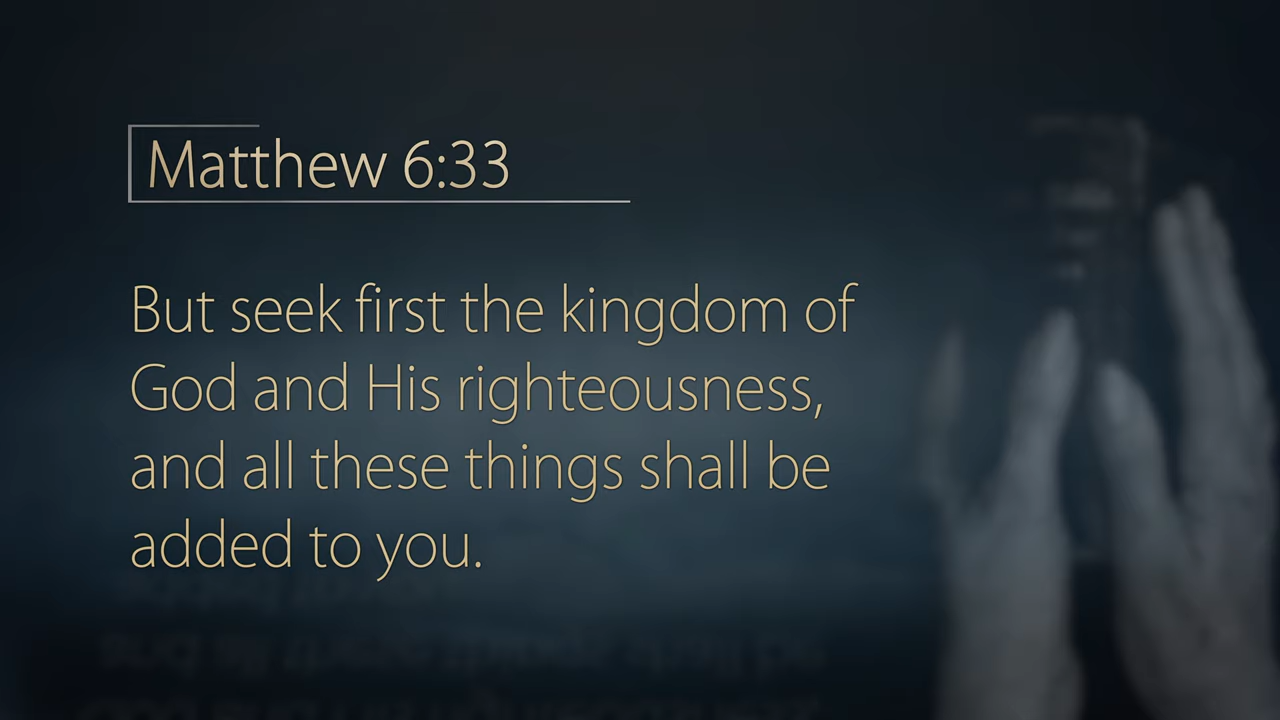 Matthew 6:33
But seek first the kingdom of
God and His righteousness,
and all these things shall be
added to you.